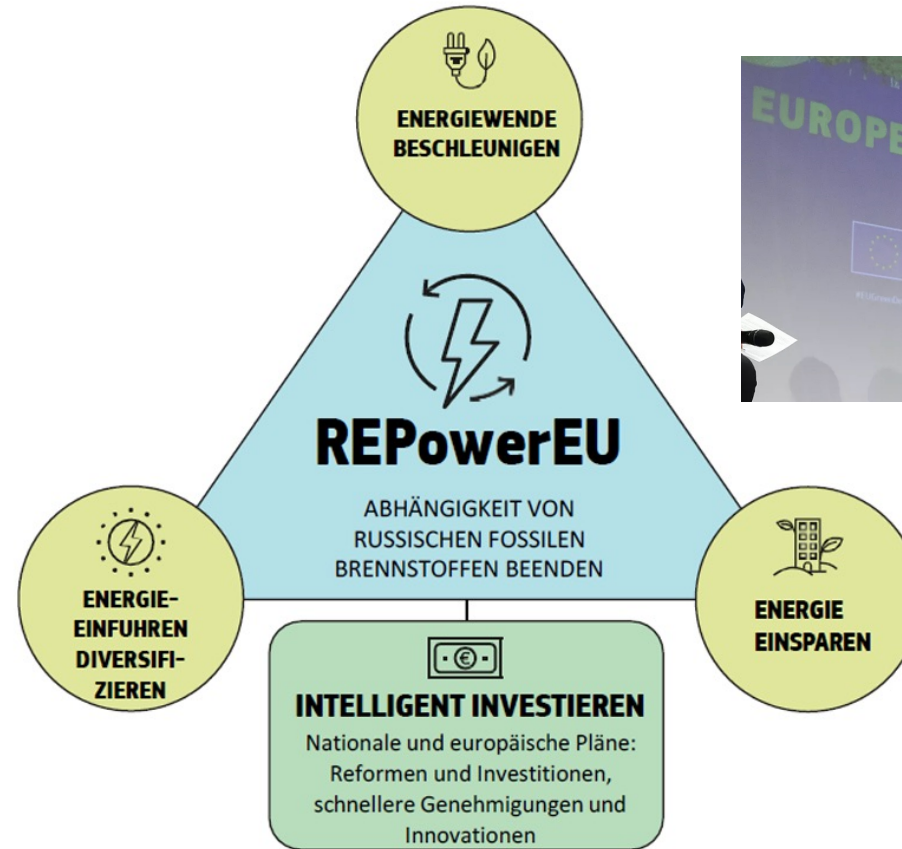 ENERGIEWENDE
BESCHLEUNIGEN
EUROPE
REPowerEU
ABHÄNGIGKEIT VON
RUSSISCHEN FOSSILEN
BRENNSTOFFEN BEENDEN
ENERGIE-
EINFUHREN
DIVERSIFI-
ZIEREN
ENERGIE
EINSPAREN
INTELLIGENT INVESTIEREN
Nationale und europäische Pläne:
Reformen und Investitionen,
schnellere Genehmigungen und
Innovationen